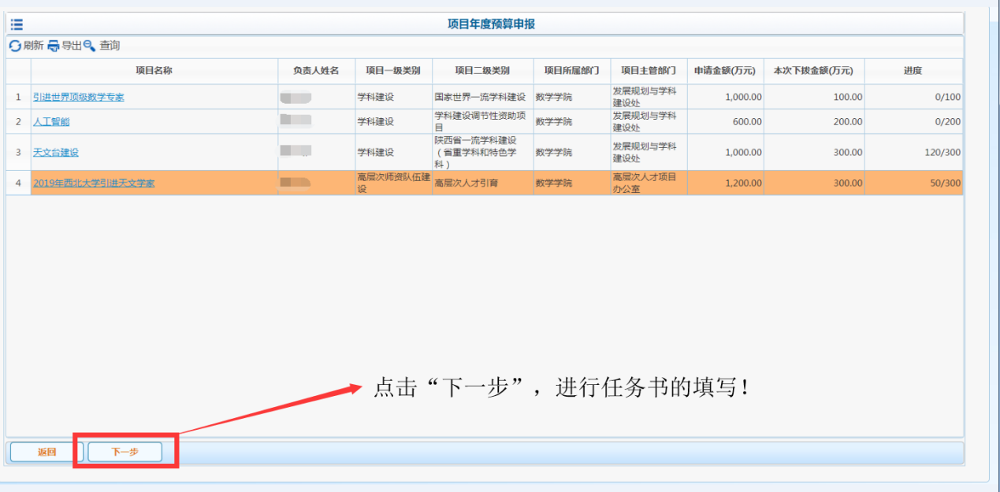 项目年度预算申报
刷新 导出 查询
项目名称 负责人姓名 项目一级类别 项目二级类别 项目所属部门 项目主管部门 申请金额(万元) 本次下拨金额(万元) 进度
1 引进世界顶级数学专家 学科建设 国家世界一流学科建设 数学学院 发展规划与学科建设处 1,000.00 100.00 0/100
2 人工智能 学科建设 学科建设调节性资助项目 数学学院 发展规划与学科建设处 600.00 200.00 0/200
3 天文台建设 学科建设 陕西省一流学科建设（省重学科和特色学科） 数学学院 发展规划与学科建设处 1,000.00 300.00 120/300
4 2019年西北大学引进天文学家 高层次师资队伍建设 高层次人才引育 数学学院 高层次人才项目办公室 1,200.00 300.00 50/300
点击“下一步”，进行任务书的填写！
返回 下一步